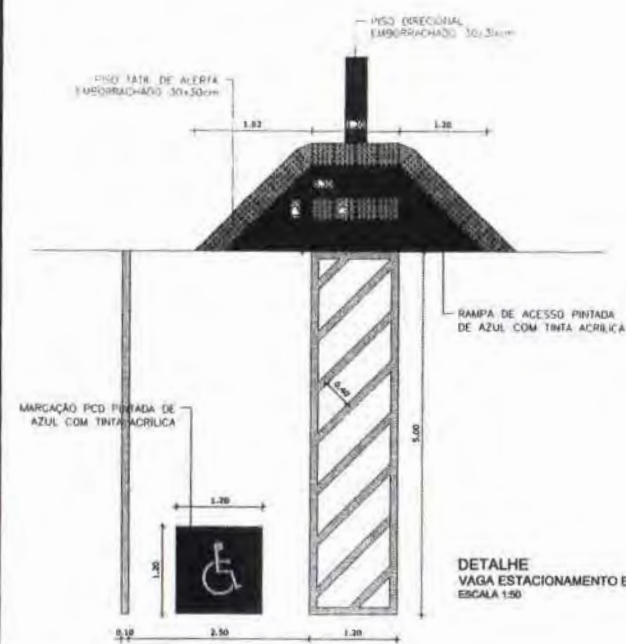 PISO DIRECIONAL
EMBORRACHADO 30x30cm
PISO TÁTIL DE ALERTA
EMBORRACHADO 30x30cm
1.20
RAMPA DE ACESSO PINTADA
DE AZUL COM TINTA ACRÍLICA
0.40
5.00
MARCAÇÃO PCD PINTADA DE
AZUL COM TINTA ACRÍLICA
1.20
1.20
DETALHE
VAGA ESTACIONAMENTO E
ESCALA 1:50
0.10
2.50
1.20